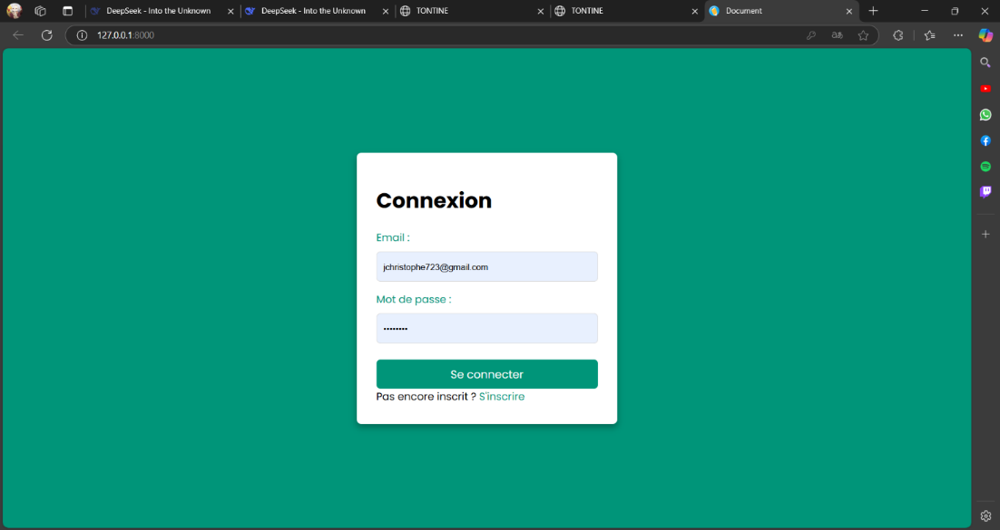 DeepSeek - Into the Unknown
DeepSeek - Into the Unknown
TONTINE
TONTINE
Document
127.0.0.1:8000
Connexion
Email :
jchristophe723@gmail.com
Mot de passe :
••••••••
Se connecter
Pas encore inscrit ? S'inscrire